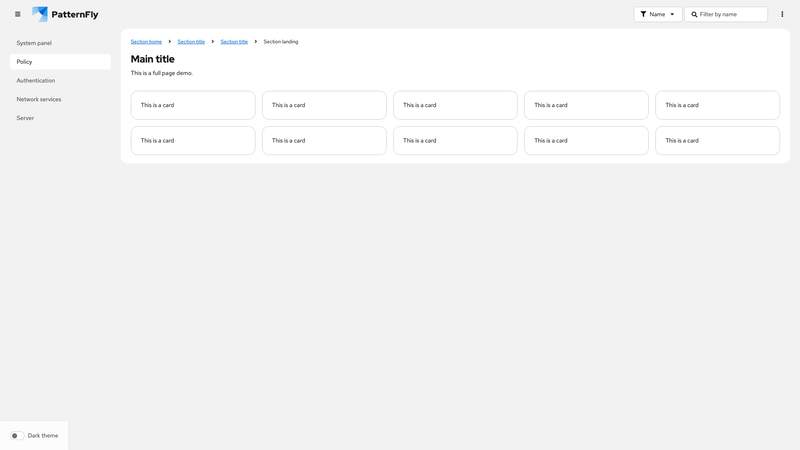 PatternFly
Name
Filter by name
System panel
Policy
Authentication
Network services
Server
Section home Section title Section title Section landing
Main title
This is a full page demo.
This is a card This is a card This is a card This is a card This is a card
This is a card This is a card This is a card This is a card This is a card
Dark theme